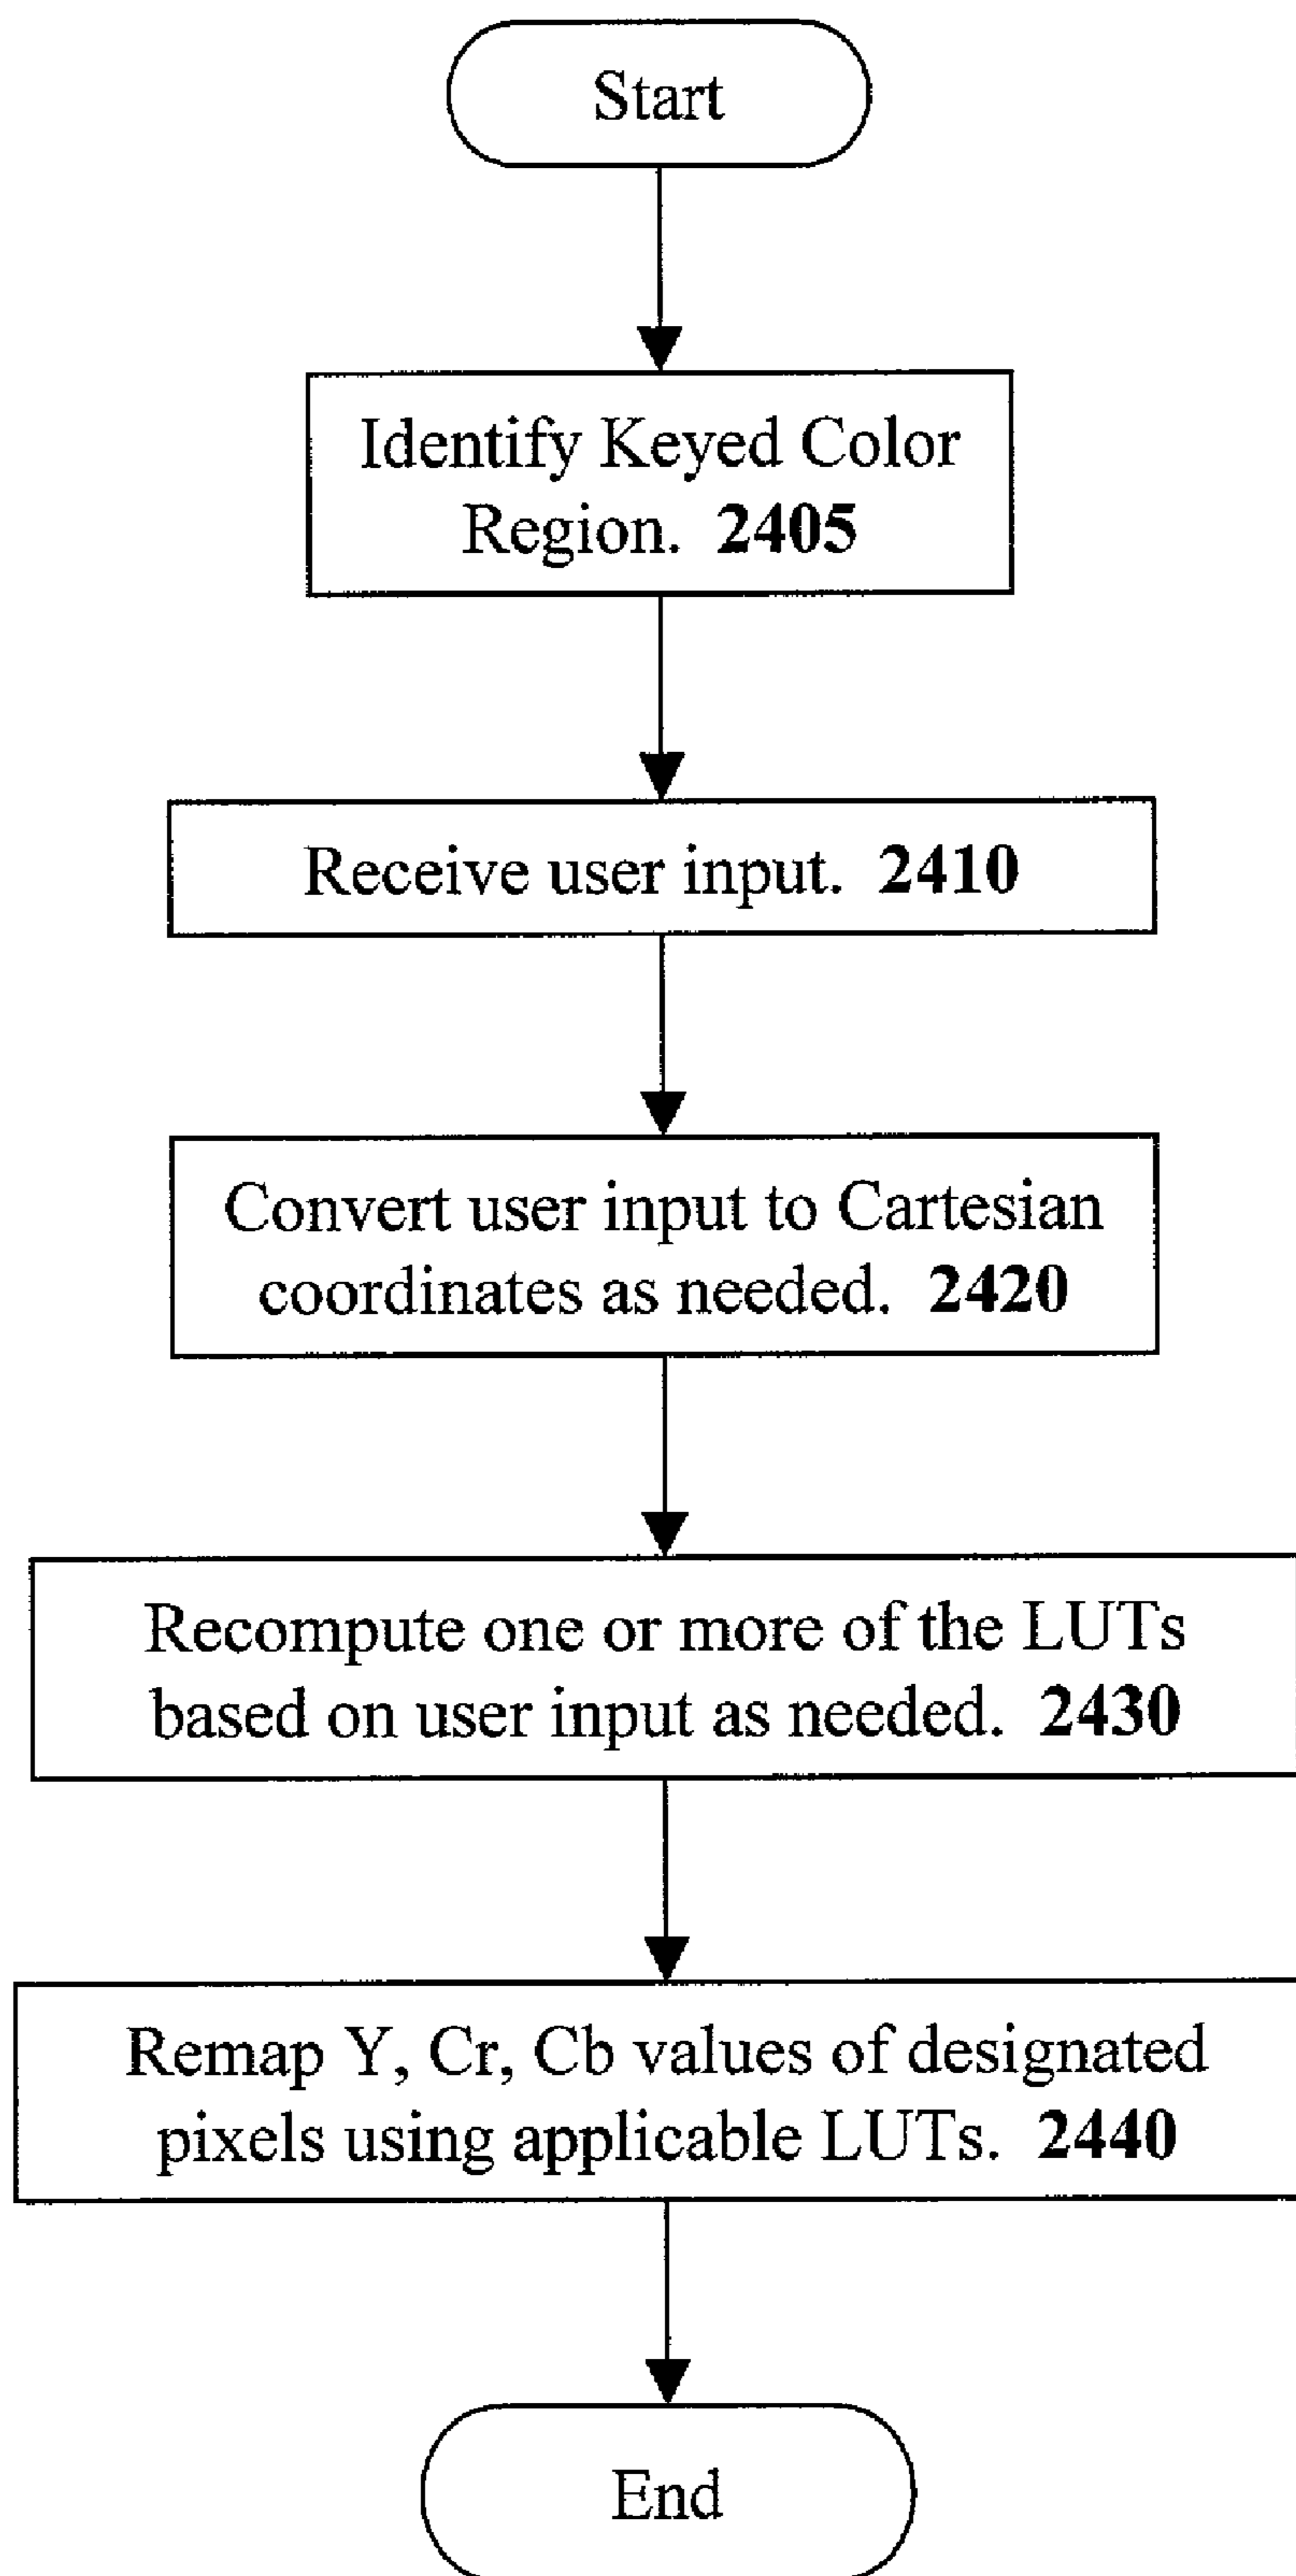 Start
Identify Keyed Color
Region. 2405
Receive user input. 2410
Convert user input to Cartesian
coordinates as needed. 2420
Recompute one or more of the LUTs
based on user input as needed. 2430
Remap Y, Cr, Cb values of designated
pixels using applicable LUTs. 2440
End